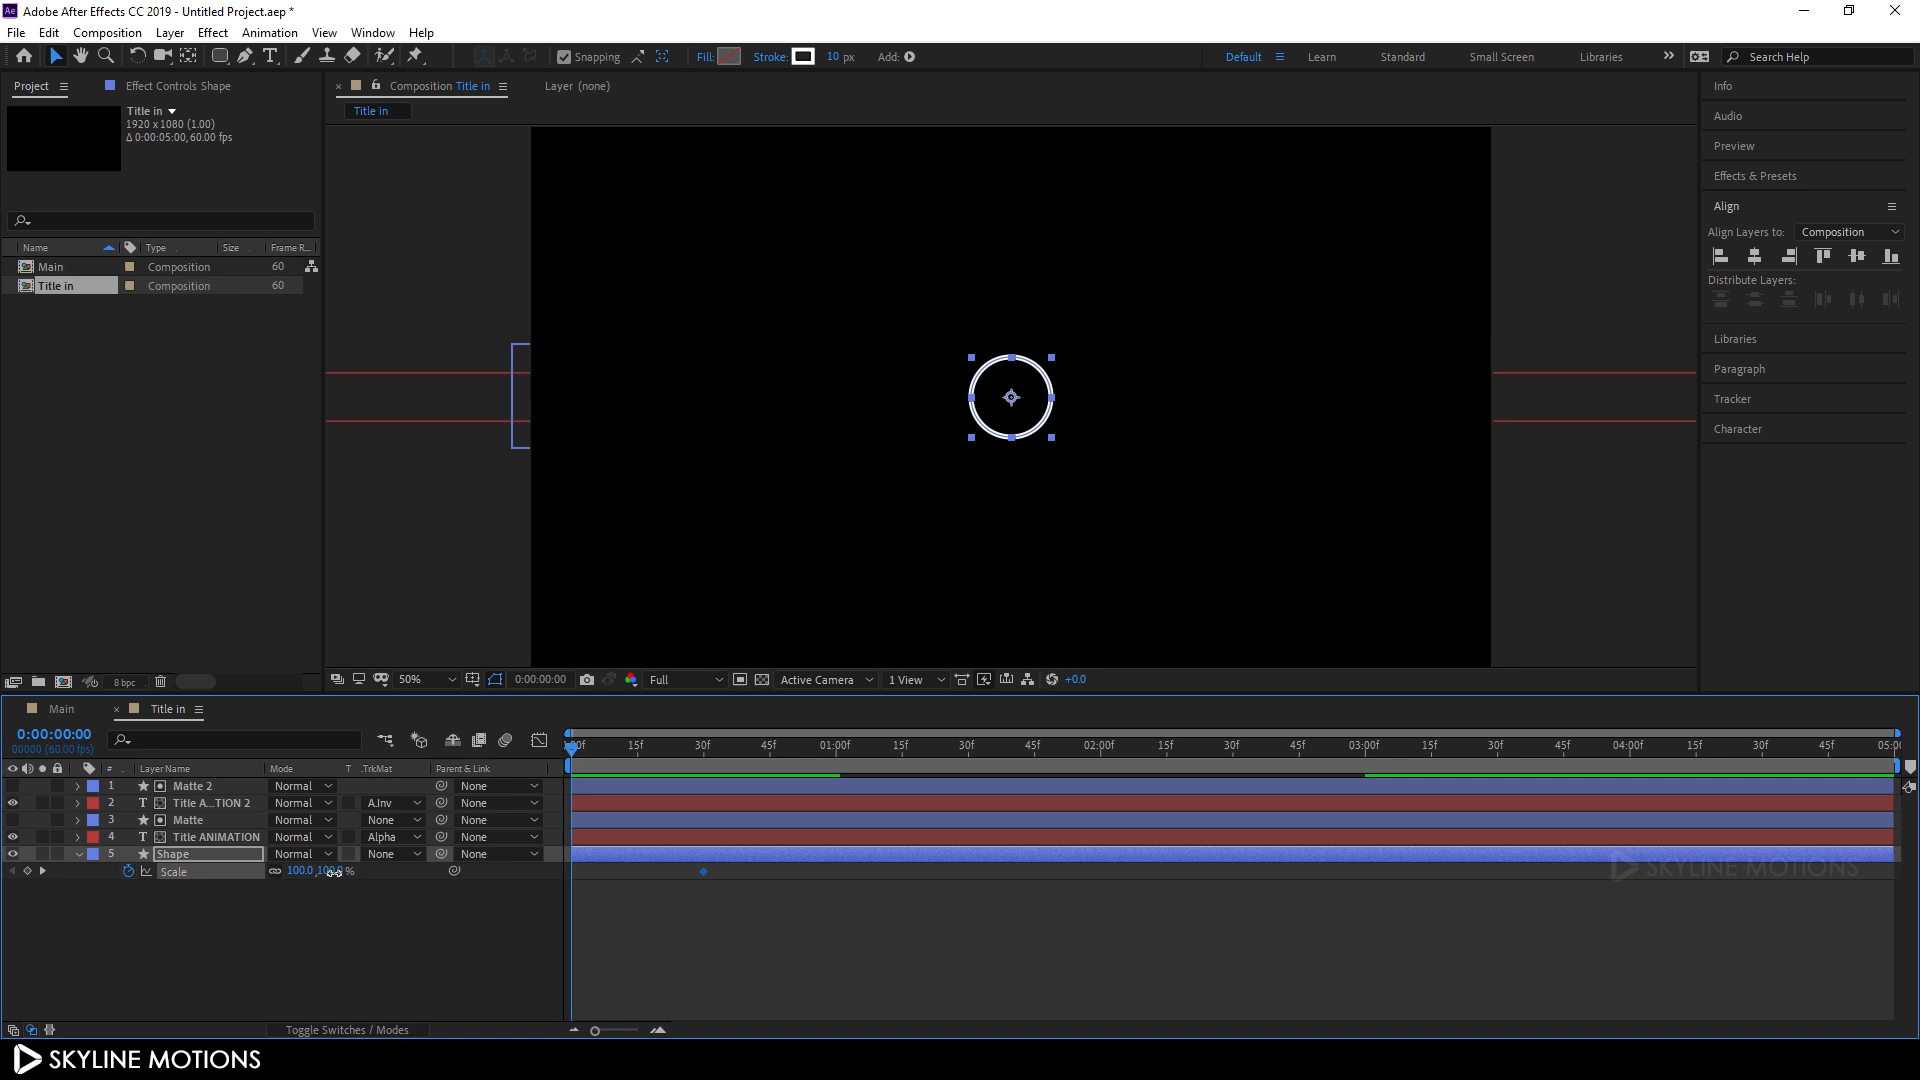 Adobe After Effects CC 2019 - Untitled Project.aep *
File Edit Composition Layer Effect Animation View Window Help
Snapping Fill: Stroke: 10 px Add: Default Learn Standard Small Screen Libraries Search Help
Project Effect Controls Shape Composition Title in Layer (none) Info
Title in
Title in
1920 x 1080 (1.00)
Δ 0:00:05:00, 60.00 fps
Audio
Preview
Effects & Presets
Align
Align Layers to: Composition
Distribute Layers:
Name Type Size Frame R...
Main Composition 60
Title in Composition 60
Libraries
Paragraph
Tracker
Character
8 bpc 50% 0:00:00:00 Full Active Camera 1 View +0.0
Main Title in
0:00:00:00
00000 (60.00 fps)
15f 30f 45f 01:00f 15f 30f 45f 02:00f 15f 30f 45f 03:00f 15f 30f 45f 04:00f 15f 30f 45f
# Layer Name Mode T .TrkMat Parent & Link
1 Matte 2 Normal None
2 Title A...TION 2 Normal A.Inv None
3 Matte Normal None None
4 Title ANIMATION Normal Alpha None
5 Shape Normal None None
Scale 100.0, %
SKYLINE MOTIONS
Toggle Switches / Modes
SKYLINE MOTIONS